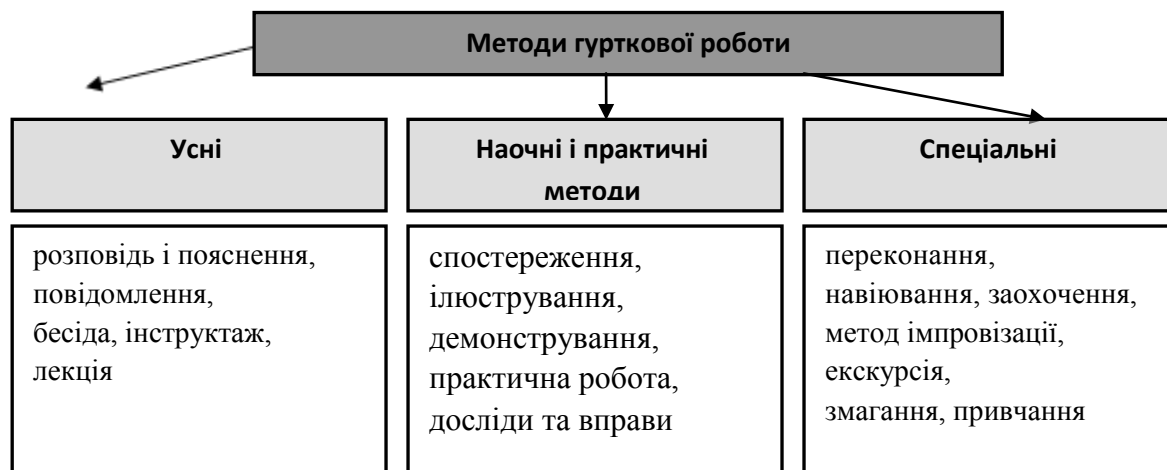 Методи гурткової роботи
Усні
розповідь і пояснення,
повідомлення,
бесіда, інструктаж,
лекція
Наочні і практичні
методи
спостереження,
ілюстрування,
демонстрування,
практична робота,
досліди та вправи
Спеціальні
переконання,
навіювання, заохочення,
метод імпровізації,
екскурсія,
змагання, привчання